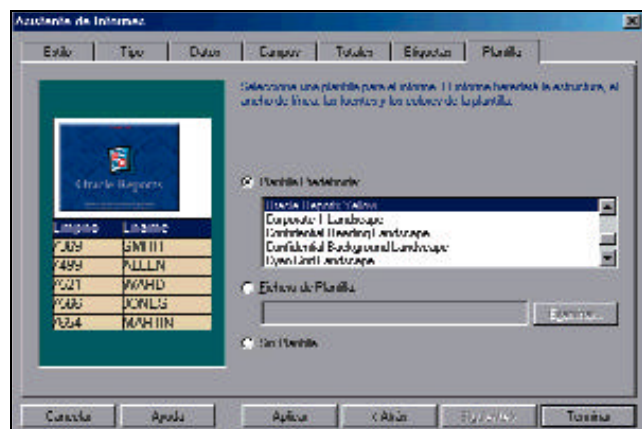 Asistente de Informes
Estilo Tipo Datos Campos Totales Etiquetas Plantilla
Seleccione una plantilla para el informe. El informe heredará la estructura, el
ancho de línea, las fuentes y los colores de la plantilla.
Oracle Reports
Empno Ename
7369 SMITH
7499 ALLEN
7521 WARD
7566 JONES
7654 MARTIN
Plantilla Predefinida:
Oracle Reports Yellow
Corporate 1 Landscape
Confidential Heading Landscape
Confidential Background Landscape
Cyan Grid Landscape
Fichero de Plantilla
Examinar...
Sin Plantilla
Cancelar Ayuda Aplicar < Atrás Siguiente > Terminar